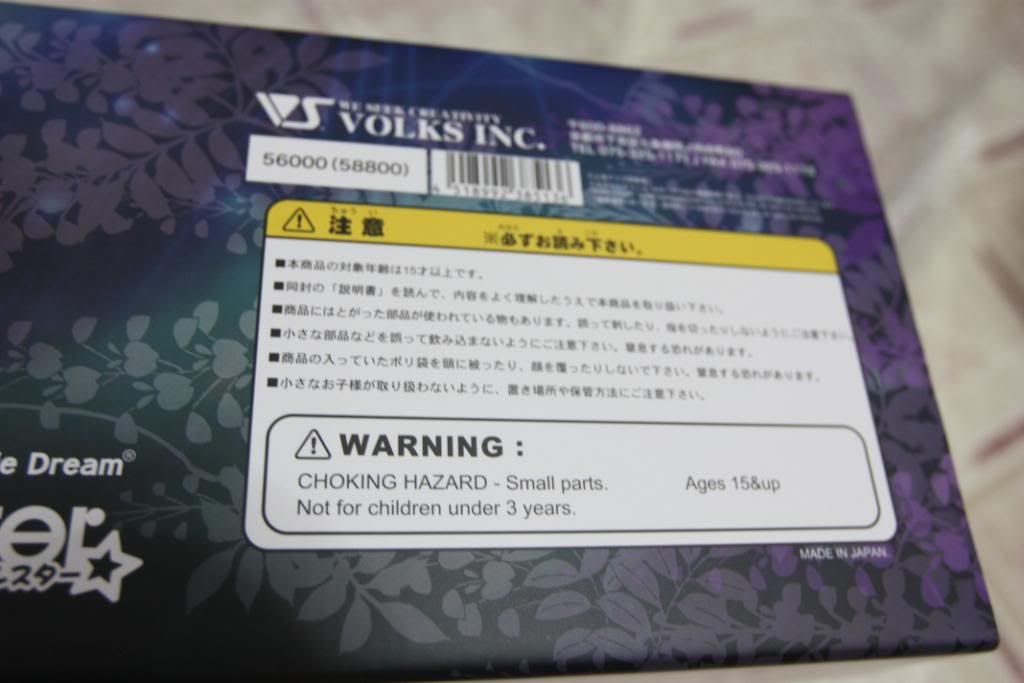 VS WE SEEK CREATIVITY
VOLKS INC.
56000 (58800)
ちゅうい
注意
※必ずお読み下さい。
■本商品の対象年齢は15才以上です。
■同封の「説明書」を読んで、内容をよく理解したうえで本商品を取り扱い下さい。
■商品にはとがった部品が使われている物もあります。誤って刺したり、指を切ったりしないようにご注意下さい。
■小さな部品などを誤って飲み込まないようにご注意下さい。窒息する恐れがあります。
■商品の入っていたポリ袋を頭に被ったり、顔を覆ったりしないで下さい。窒息する恐れがあります。
■小さなお子様が取り扱わないように、置き場所や保管方法にご注意下さい。
WARNING :
CHOKING HAZARD - Small parts. Ages 15&up
Not for children under 3 years.
e Dream®
er
スター
MADE IN JAPAN